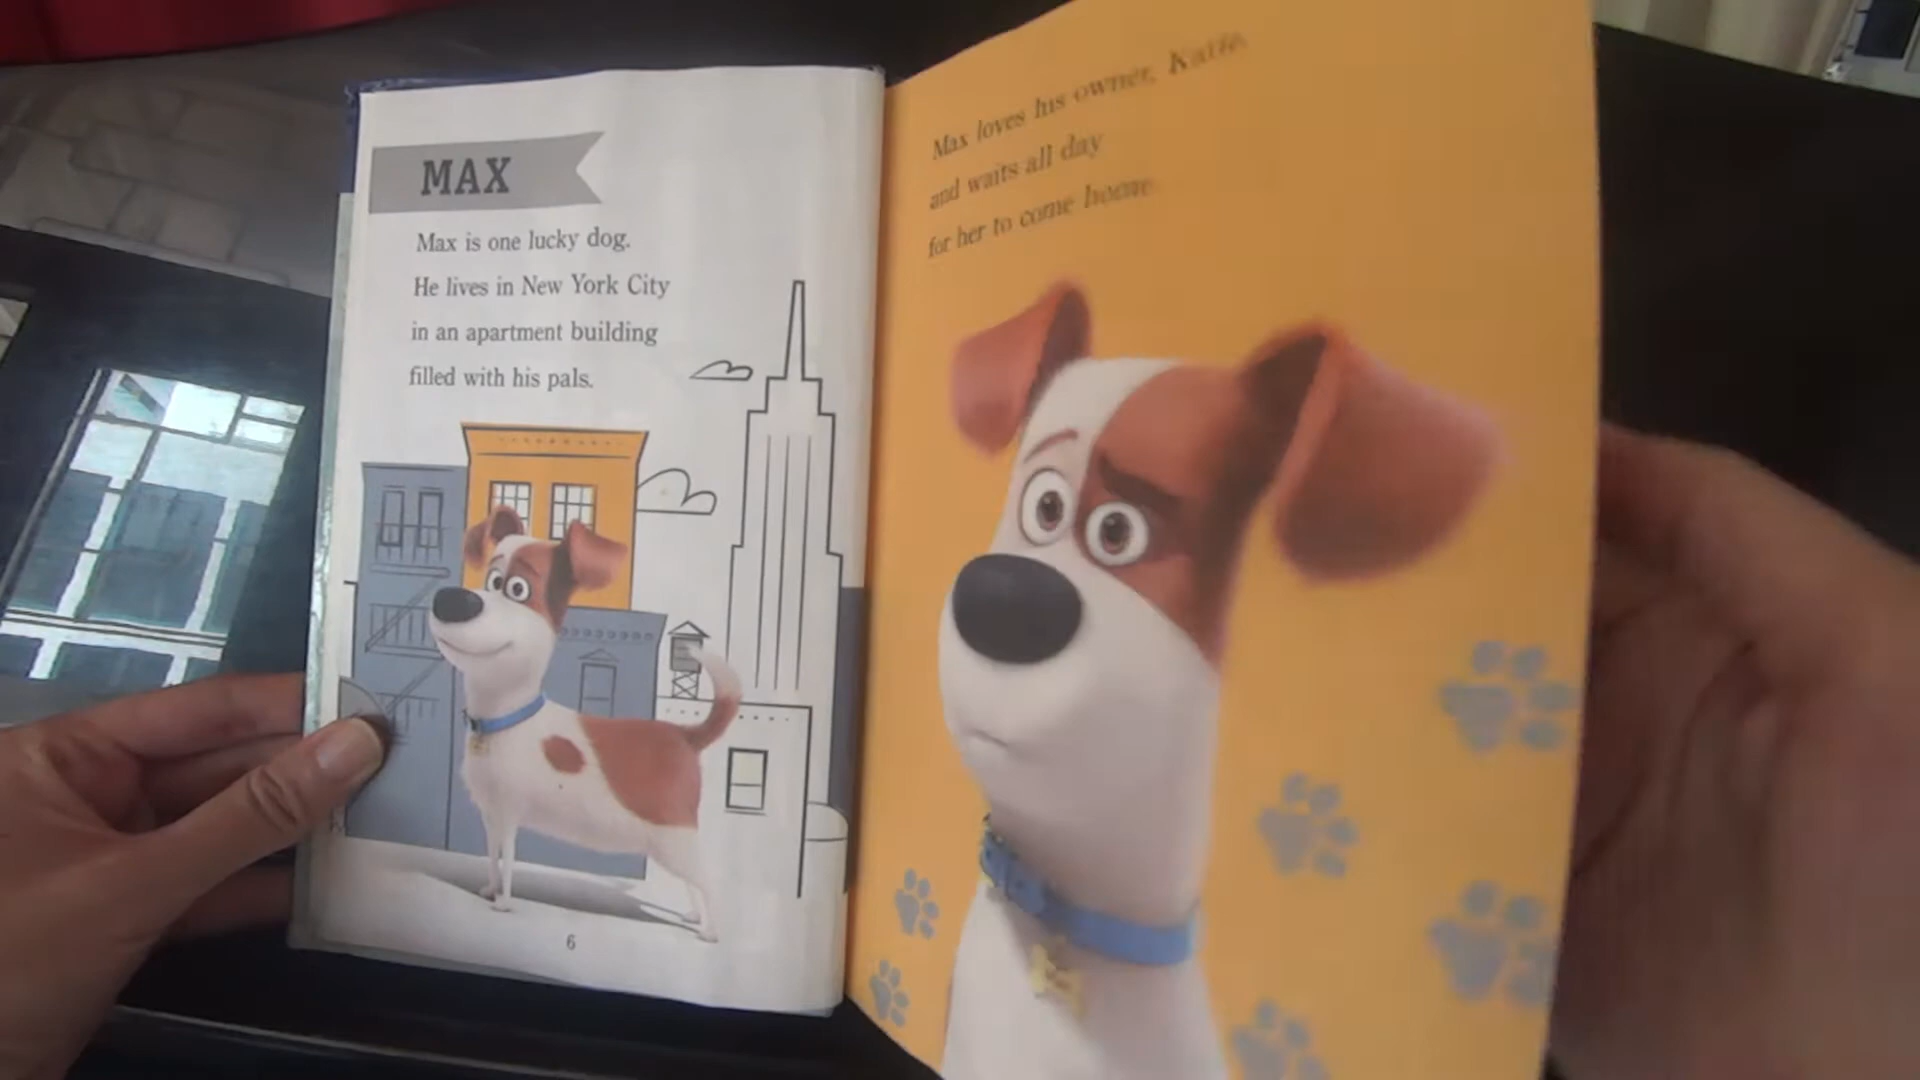 MAX
Max is one lucky dog.
He lives in New York City
in an apartment building
filled with his pals.
6
Max loves his owner, Katie,
and waits all day
for her to come home.